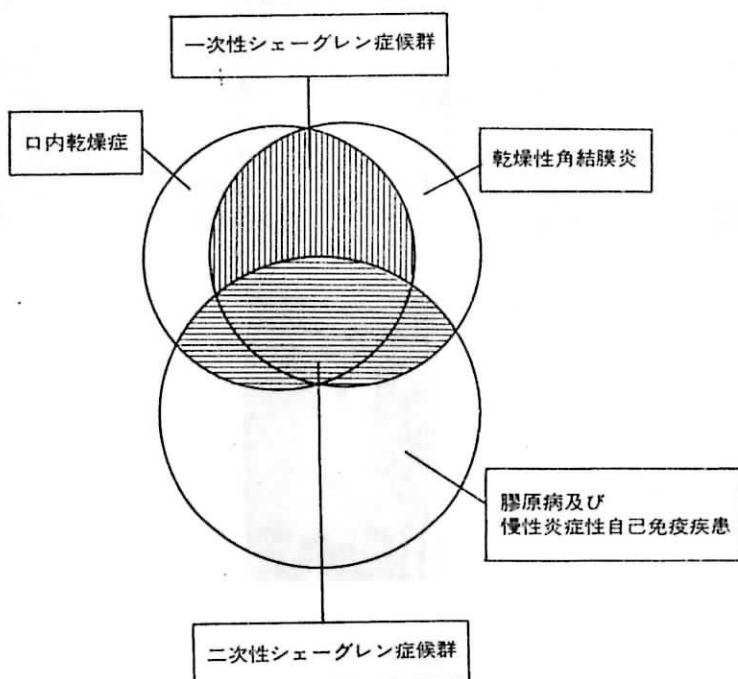 一次性シェーグレン症候群
口内乾燥症
乾燥性角結膜炎
膠原病及び
慢性炎症性自己免疫疾患
二次性シェーグレン症候群